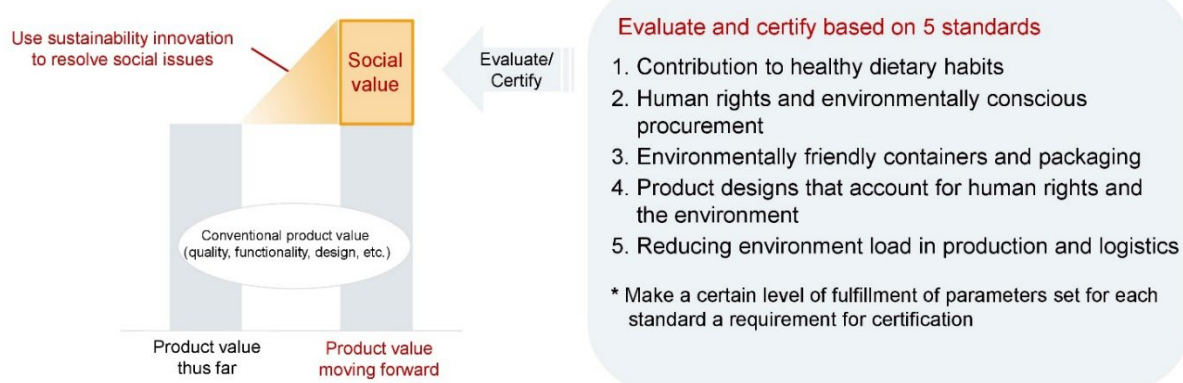 Use sustainability innovation
to resolve social issues
Social
value
Evaluate/
Certify
Conventional product value
(quality, functionality, design, etc.)
Product value
thus far
Product value
moving forward
Evaluate and certify based on 5 standards
1. Contribution to healthy dietary habits
2. Human rights and environmentally conscious
procurement
3. Environmentally friendly containers and packaging
4. Product designs that account for human rights and
the environment
5. Reducing environment load in production and logistics
* Make a certain level of fulfillment of parameters set for each
standard a requirement for certification